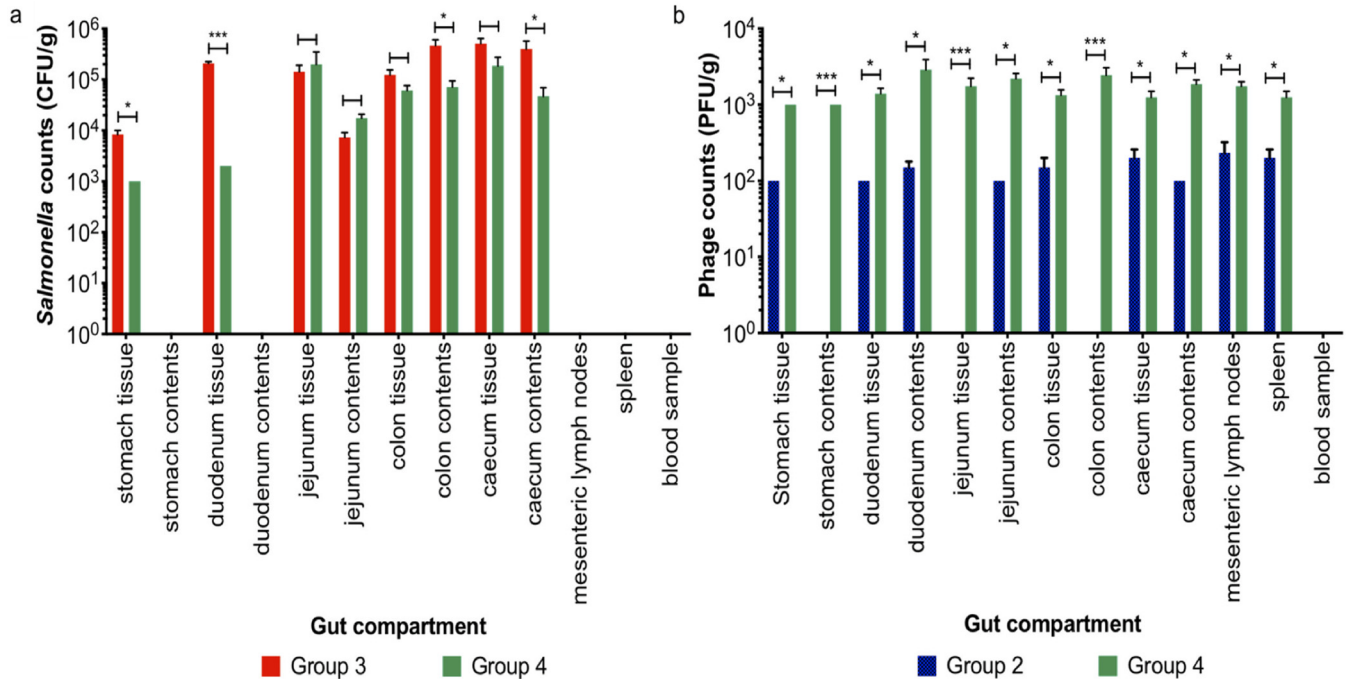 a
Salmonella counts (CFU/g)
10^6
10^5
10^4
10^3
10^2
10^1
10^0
*
***
*
*
stomach tissue
stomach contents
duodenum tissue
duodenum contents
jejunum tissue
jejunum contents
colon tissue
colon contents
caecum tissue
caecum contents
mesenteric lymph nodes
spleen
blood sample
Gut compartment
Group 3
Group 4
b
Phage counts (PFU/g)
10^4
10^3
10^2
10^1
10^0
*
***
*
*
***
*
*
***
*
*
*
*
Stomach tissue
stomach contents
duodenum tissue
duodenum contents
jejunum tissue
jejunum contents
colon tissue
colon contents
caecum tissue
caecum contents
mesenteric lymph nodes
spleen
blood sample
Gut compartment
Group 2
Group 4